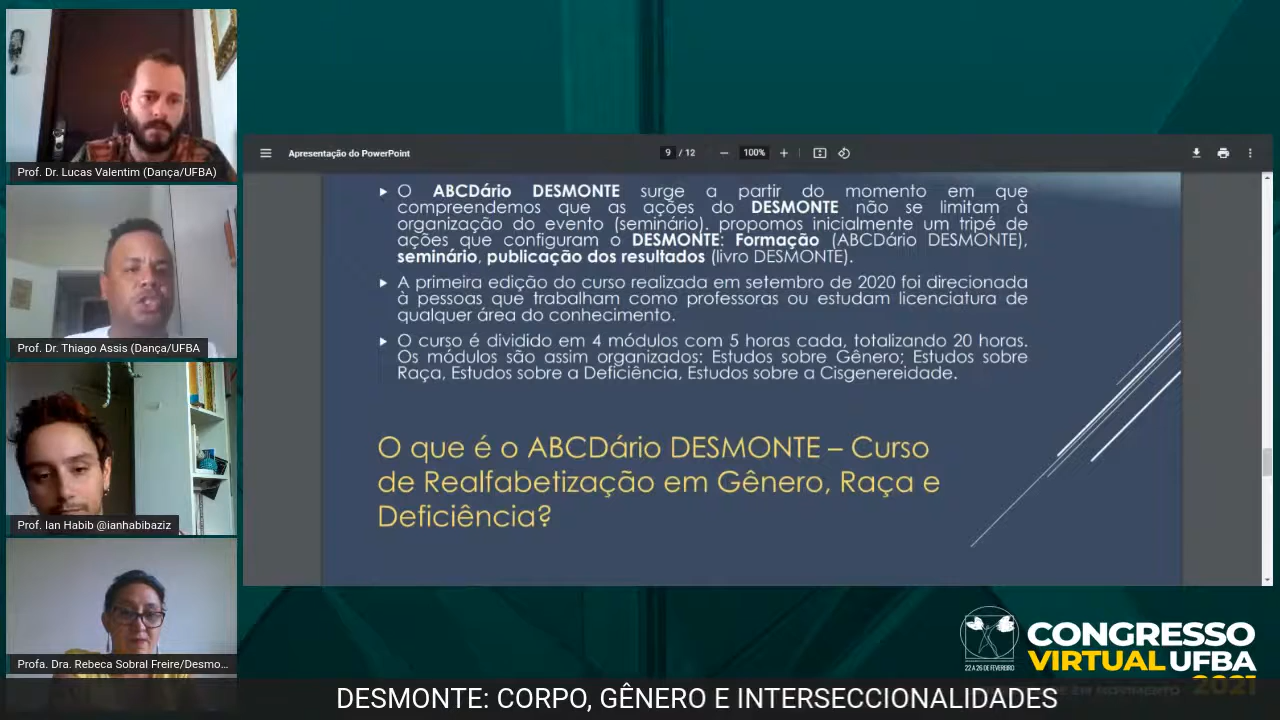 Prof. Dr. Lucas Valentim (Dança/UFBA)
Prof. Dr. Thiago Assis (Dança/UFBA
Prof. Ian Habib @ianhabibaziz
Profa. Dra. Rebeca Sobral Freire/Desmo...
Apresentação do PowerPoint
9 / 12
100%
O ABCDário DESMONTE surge a partir do momento em que
compreendemos que as ações do DESMONTE não se limitam à
organização do evento (seminário). propomos inicialmente um tripé de
ações que configuram o DESMONTE: Formação (ABCDário DESMONTE),
seminário, publicação dos resultados (livro DESMONTE).
A primeira edição do curso realizada em setembro de 2020 foi direcionada
à pessoas que trabalham como professoras ou estudam licenciatura de
qualquer área do conhecimento.
O curso é dividido em 4 módulos com 5 horas cada, totalizando 20 horas.
Os módulos são assim organizados: Estudos sobre Gênero; Estudos sobre
Raça, Estudos sobre a Deficiência, Estudos sobre a Cisgenereidade.
O que é o ABCDário DESMONTE – Curso
de Realfabetização em Gênero, Raça e
Deficiência?
22 A 26 DE FEVEREIRO
CONGRESSO
VIRTUAL UFBA
2021
DESMONTE: CORPO, GÊNERO E INTERSECCIONALIDADES